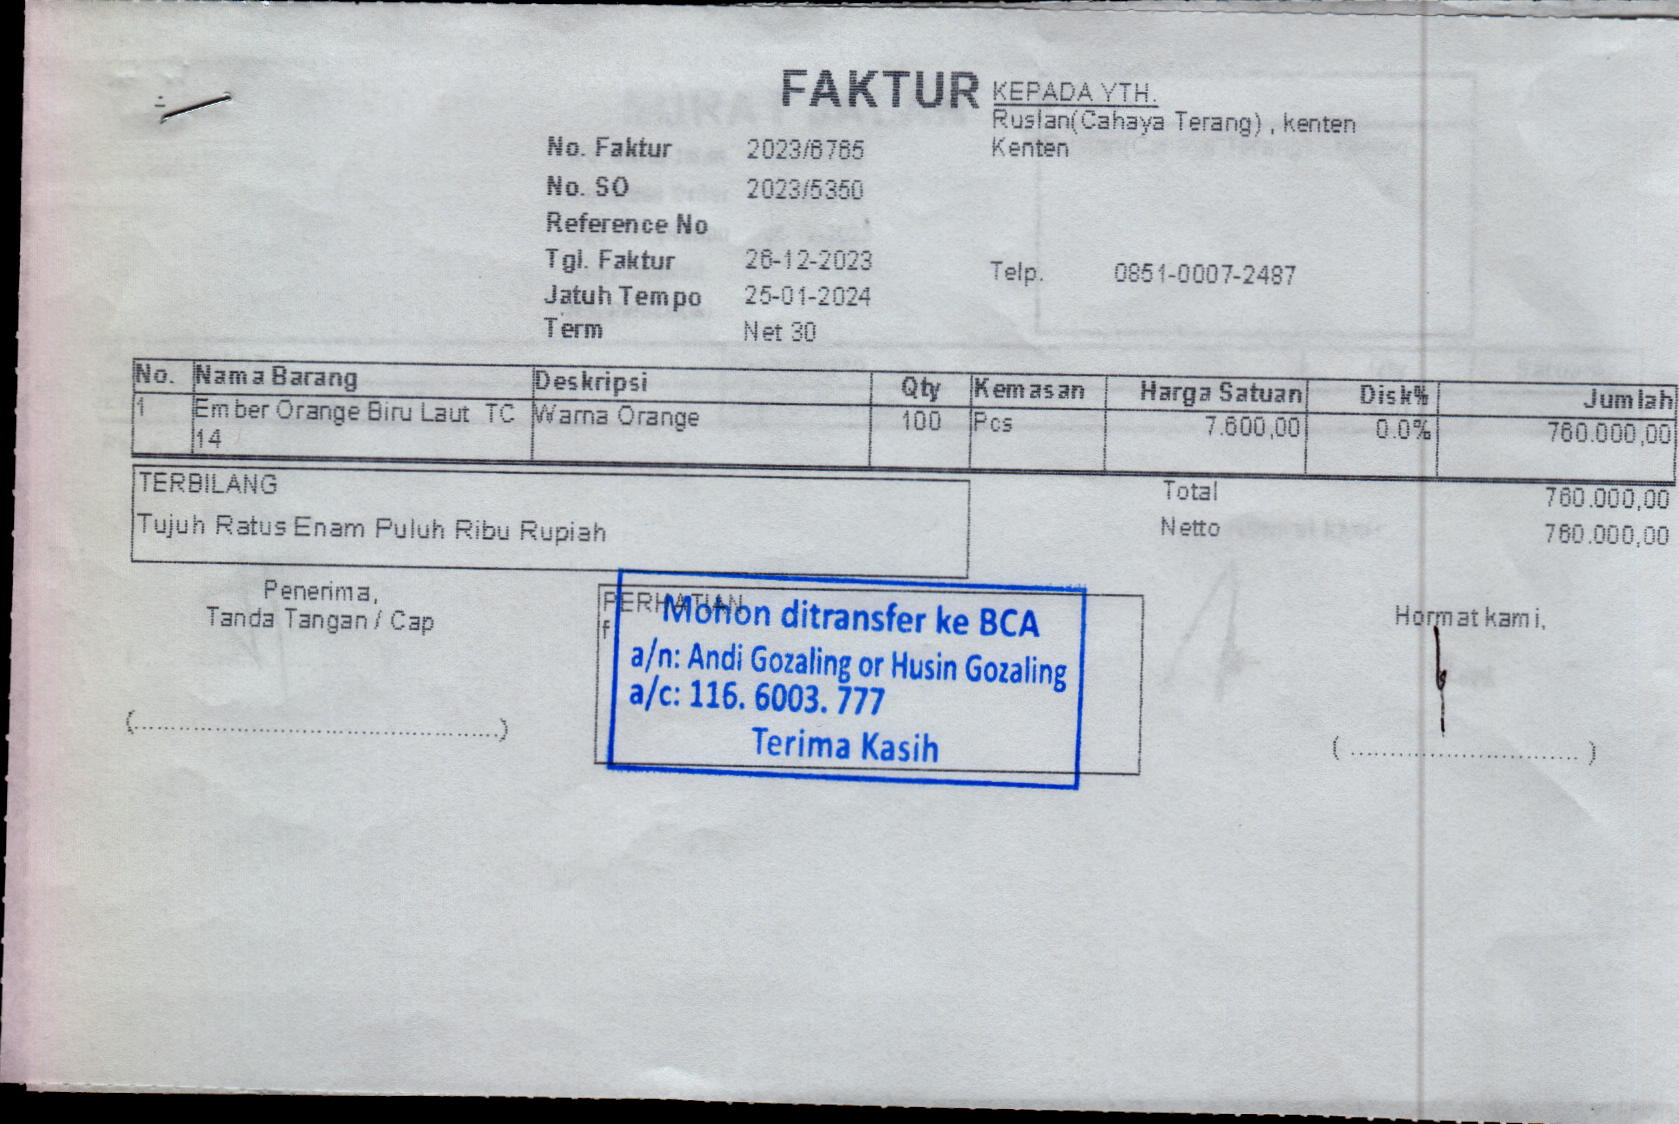 FAKTUR
KEPADA YTH.
Ruslan(Cahaya Terang) , kenten
Kenten
No. Faktur 2023/6765
No. SO 2023/5350
Reference No
Tgl. Faktur 26-12-2023
Telp. 0851-0007-2487
Jatuh Tempo 25-01-2024
Term Net 30
No. Nama Barang Deskripsi Qty Kemasan Harga Satuan Disk% Jumlah
1 Ember Orange Biru Laut TC Warna Orange 100 Pcs 7.600,00 0.0% 760.000,00
14
TERBILANG
Tujuh Ratus Enam Puluh Ribu Rupiah
Total 760.000,00
Netto 760.000,00
Penerima,
Tanda Tangan / Cap
(................................................)
PERHATIAN
f
Mohon ditransfer ke BCA
a/n: Andi Gozaling or Husin Gozaling
a/c: 116. 6003. 777
Terima Kasih
Hormat kami,
( ............................. )